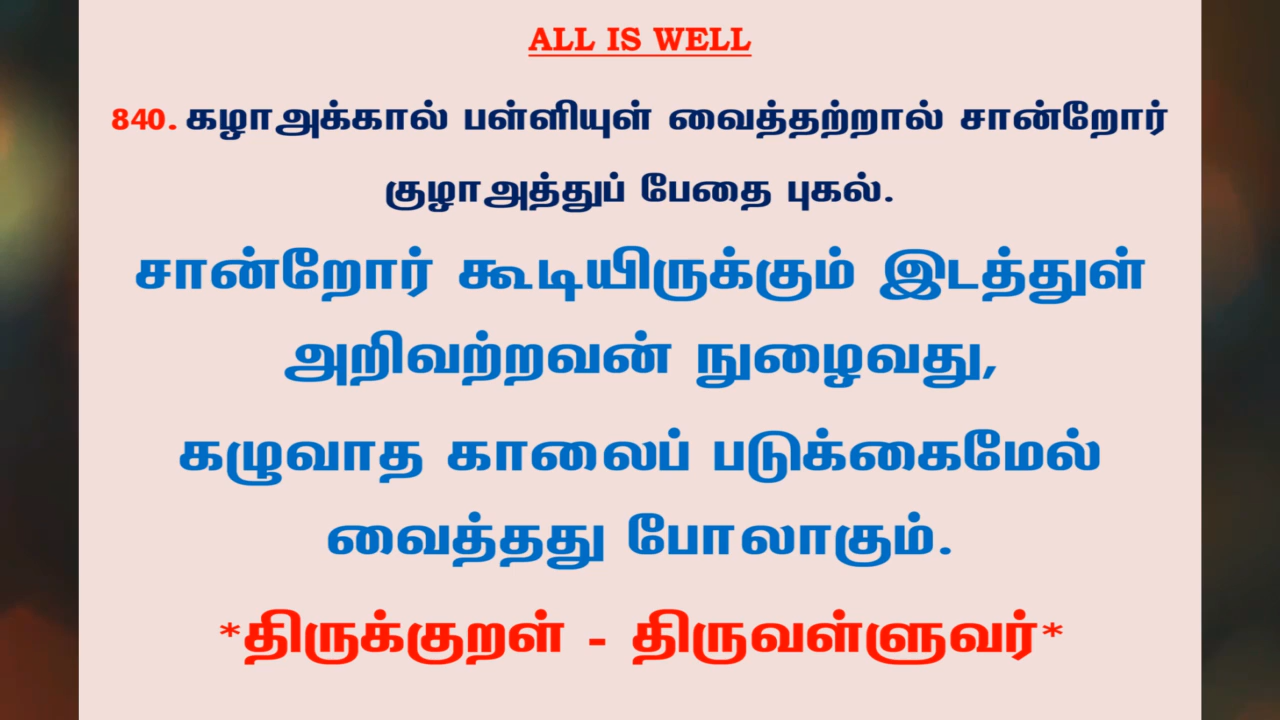 ALL IS WELL
840. கழாஅக்கால் பள்ளியுள் வைத்தற்றால் சான்றோர்
குழாஅத்துப் பேதை புகல்.
சான்றோர் கூடியிருக்கும் இடத்துள்
அறிவற்றவன் நுழைவது,
கழுவாத காலைப் படுக்கைமேல்
வைத்தது போலாகும்.
*திருக்குறள் - திருவள்ளுவர்*